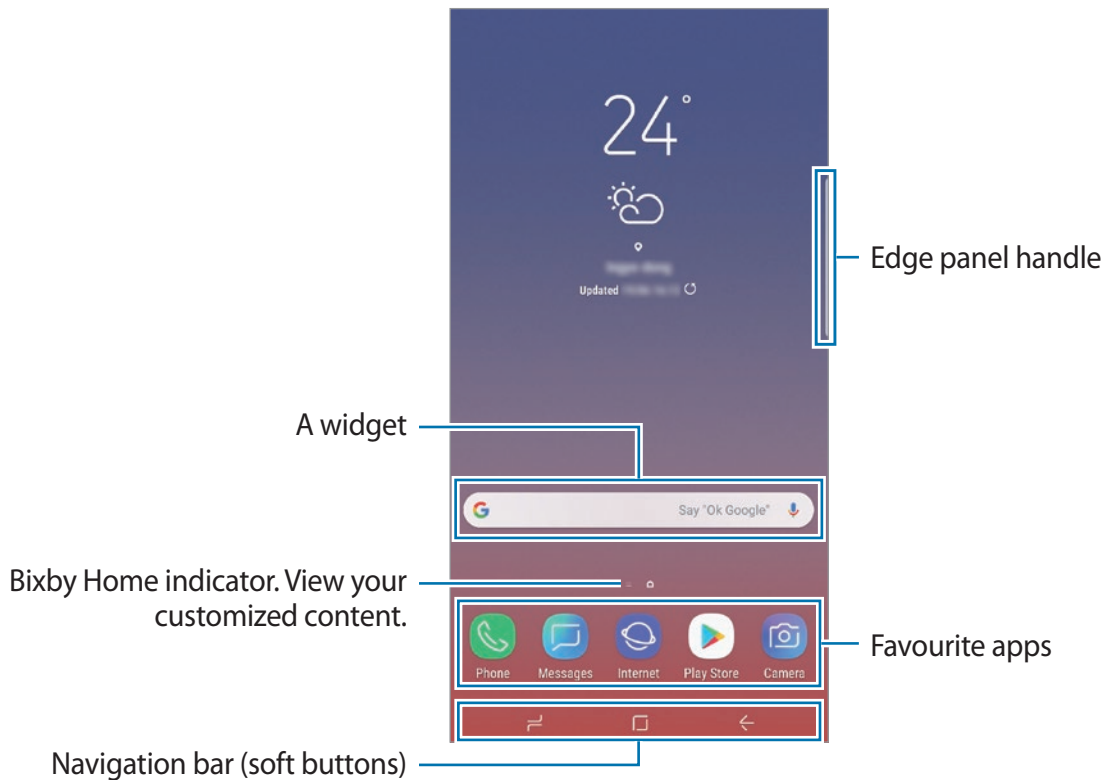 24°
Updated
Edge panel handle
A widget
G Say "Ok Google"
Bixby Home indicator. View your
customized content.
Phone Messages Internet Play Store Camera
Favourite apps
Navigation bar (soft buttons)